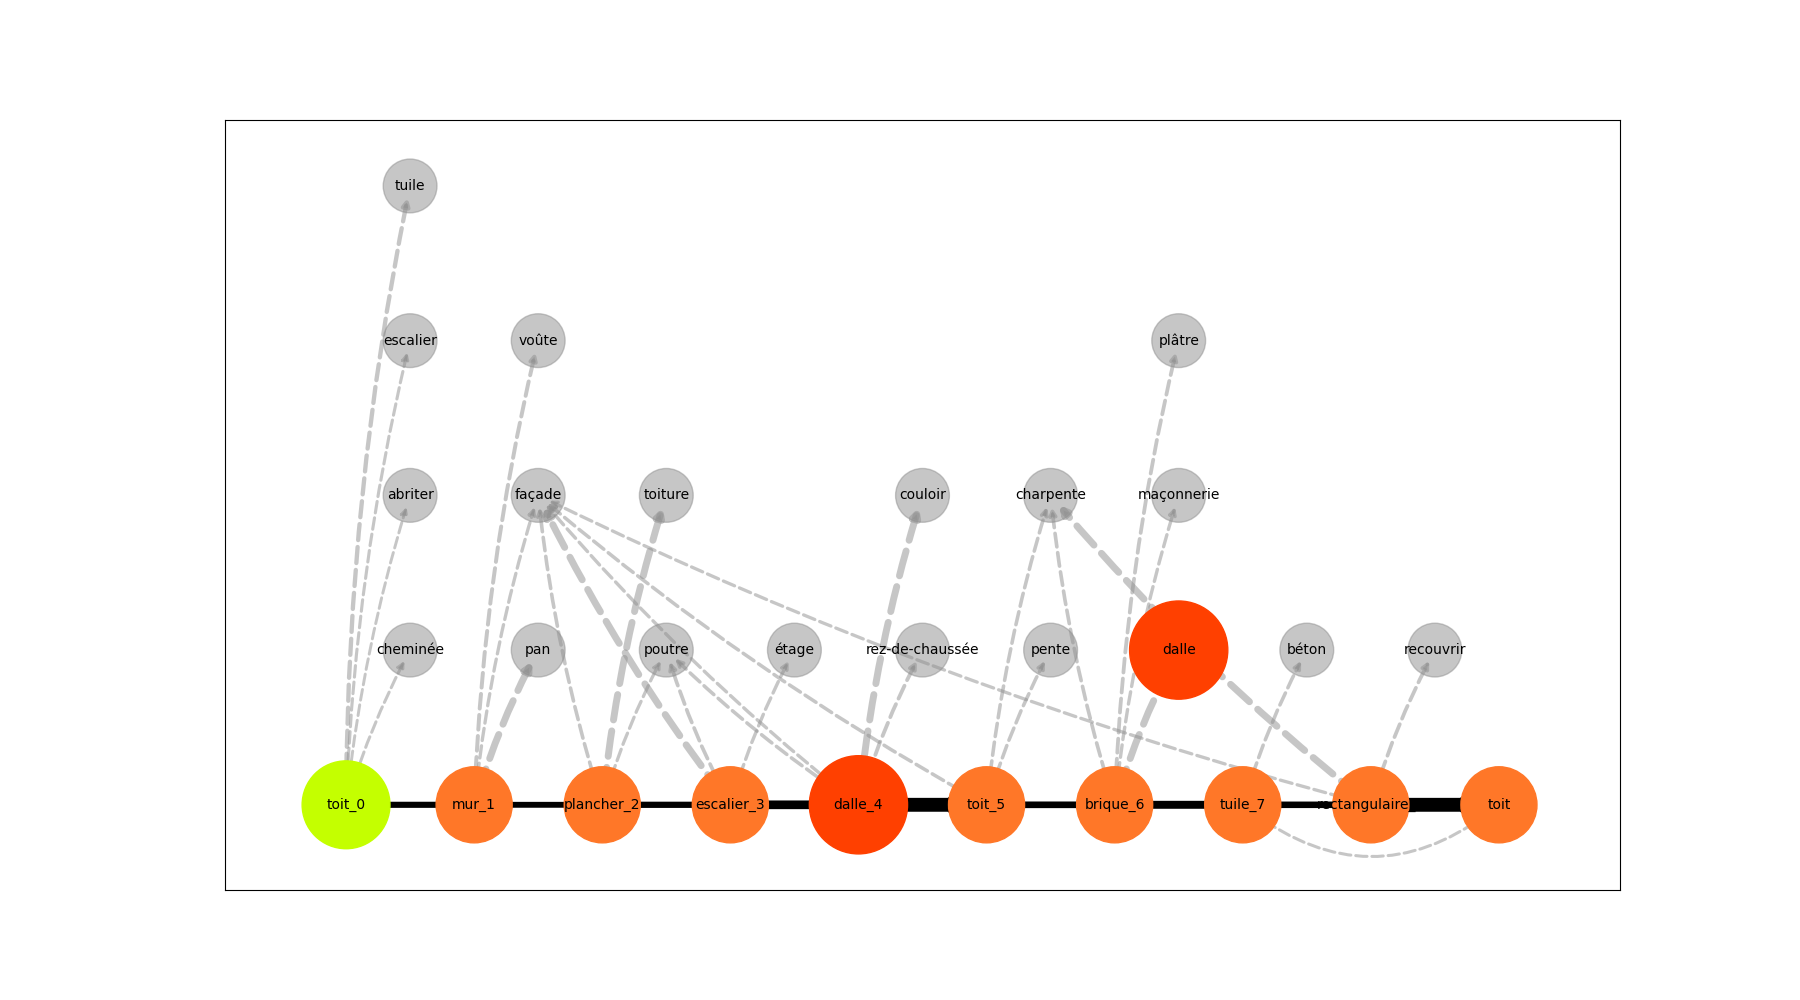 tuile
escalier
voûte
plâtre
abriter
façade
toiture
couloir
charpente
maçonnerie
cheminée
pan
poutre
étage
rez-de-chaussée
pente
dalle
béton
recouvrir
toit_0
mur_1
plancher_2
escalier_3
dalle_4
toit_5
brique_6
tuile_7
rectangulaire
toit